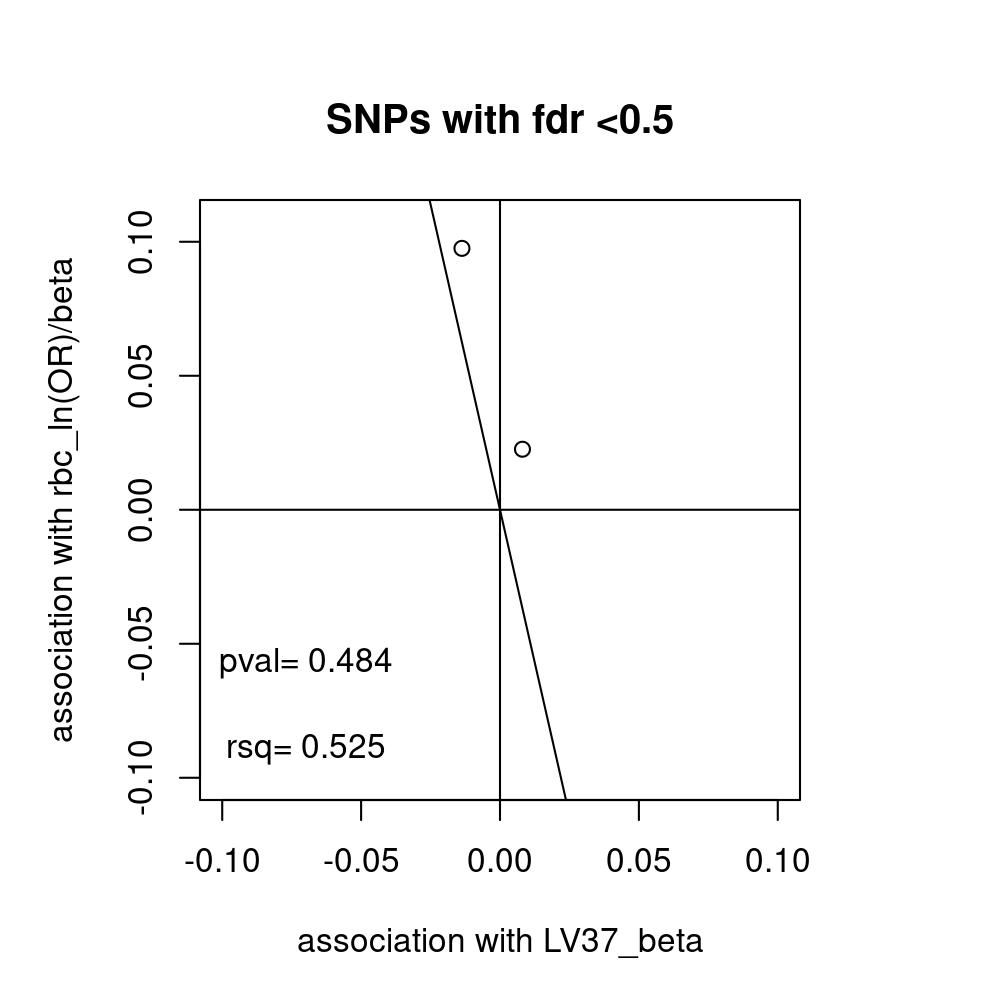 SNPs with fdr <0.5
association with rbc_ln(OR)/beta
0.10
0.05
0.00
-0.05
-0.10
pval= 0.484
rsq= 0.525
-0.10 -0.05 0.00 0.05 0.10
association with LV37_beta